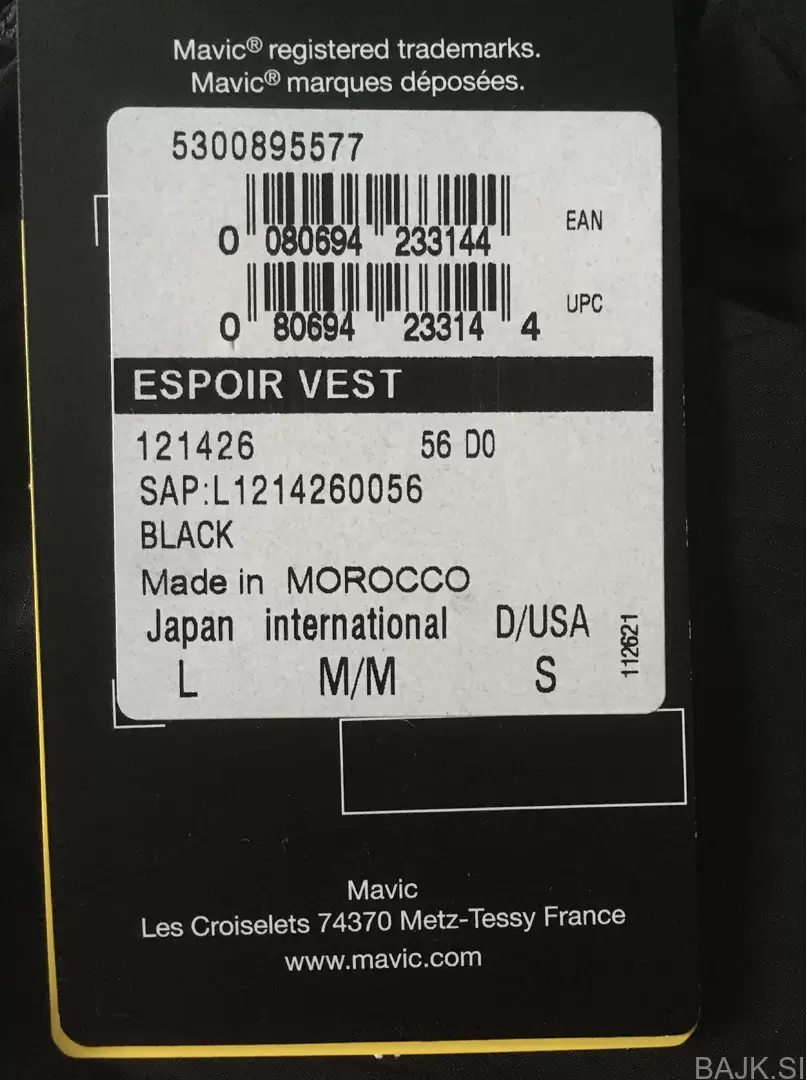 Mavic® registered trademarks.
Mavic® marques déposées.
5300895577
0 080694 233144 EAN
0 80694 23314 4 UPC
ESPOIR VEST
121426 56 D0
SAP:L1214260056
BLACK
Made in MOROCCO
Japan international D/USA
L M/M S
112621
Mavic
Les Croiselets 74370 Metz-Tessy France
www.mavic.com
BAJK.SI